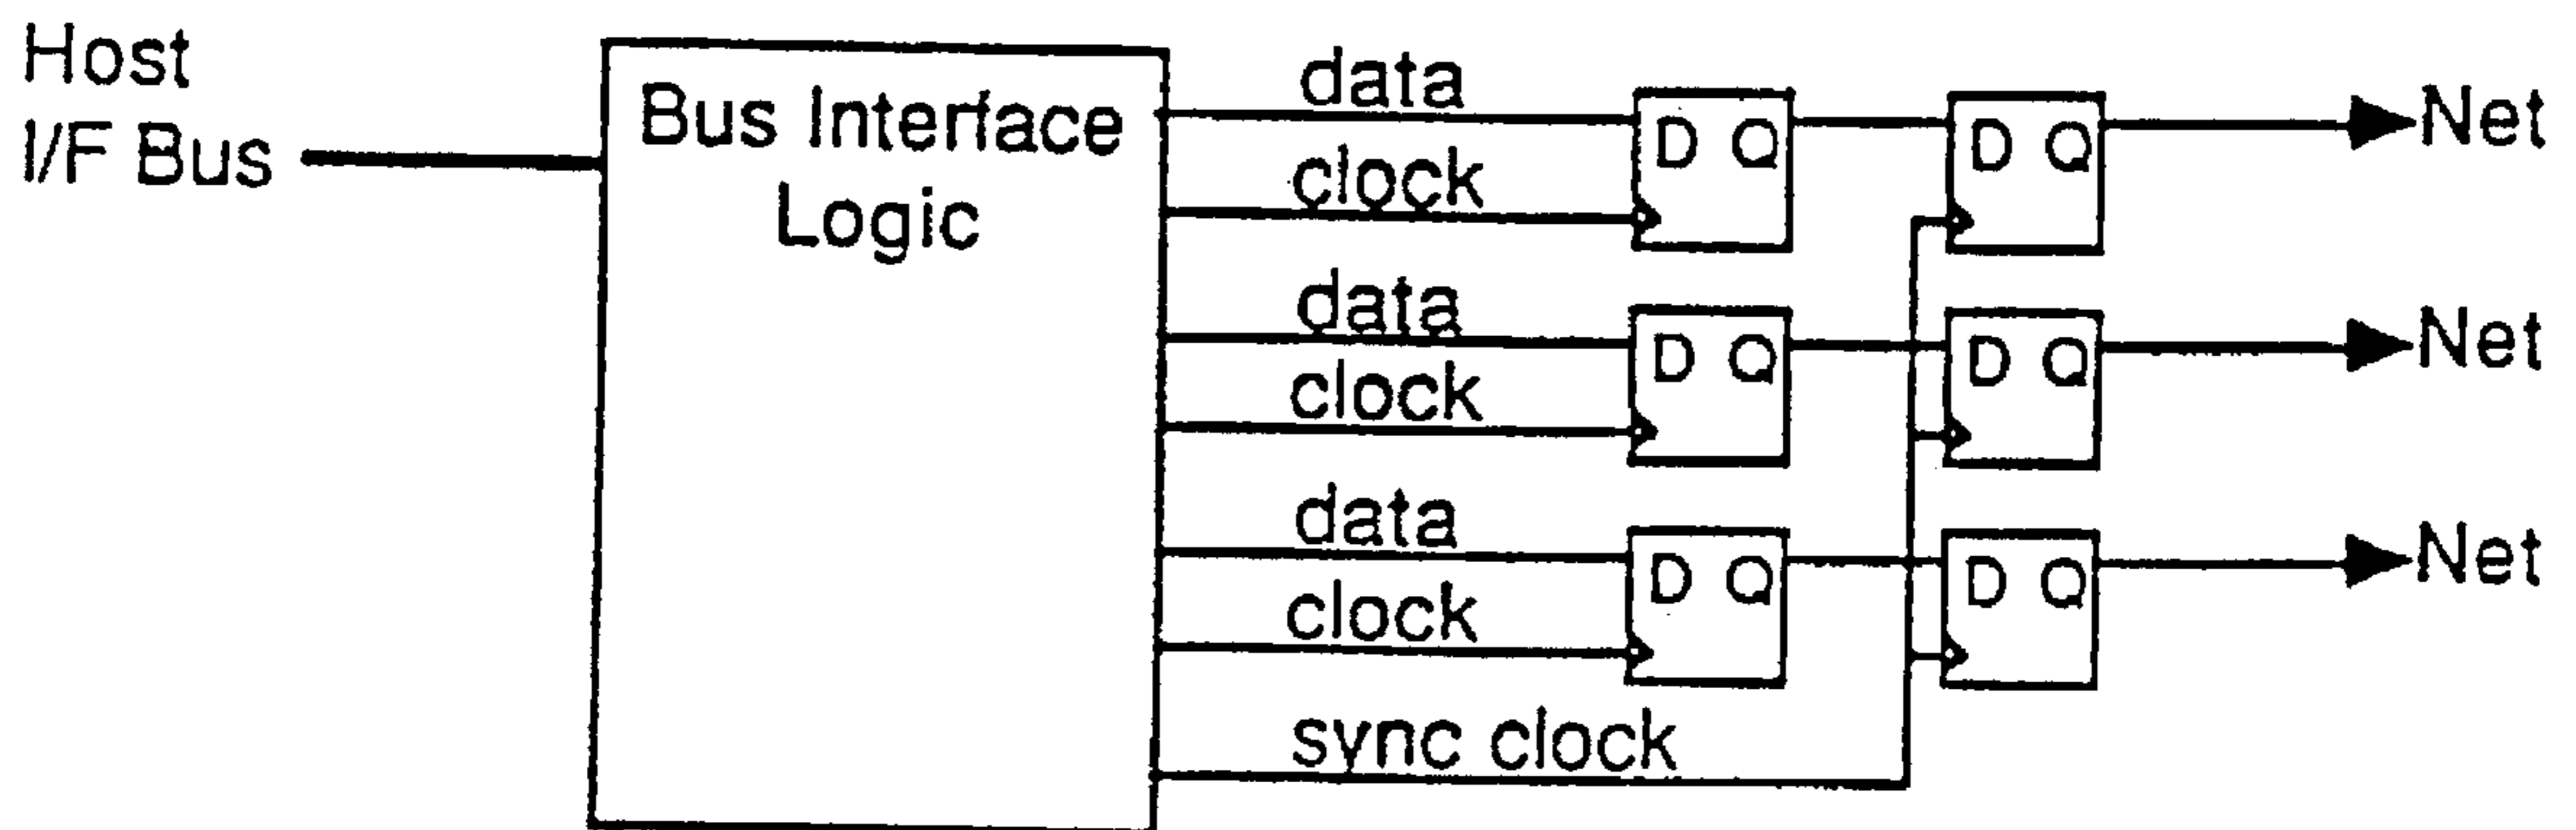 Host
I/F Bus
Bus Interface
Logic
data
clock
data
clock
data
clock
sync clock
D Q
D Q
Net
D Q
D Q
Net
D Q
D Q
Net